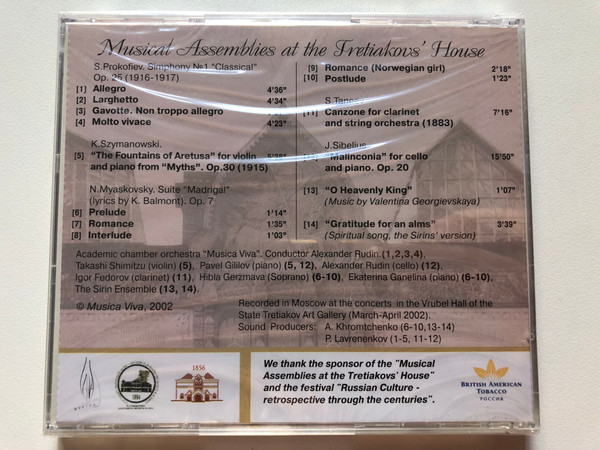 Musical Assemblies at the Tretiakovs' House
S.Prokofiev. Simphony №1 "Classical"
Op. 25 (1916-1917)
[1] Allegro 4'36"
[2] Larghetto 4'34"
[3] Gavotte. Non troppo allegro
[4] Molto vivace 4'23"
K.Szymanowski.
[5] "The Fountains of Aretusa" for violin
and piano from "Myths". Op.30 (1915)
N.Myaskovsky. Suite "Madrigal"
(lyrics by K. Balmont). Op. 7
[6] Prelude 1'14"
[7] Romance 1'35"
[8] Interlude 1'03"
[9] Romance (Norwegian girl) 2'18"
[10] Postlude 1'23"
[11] Canzone for clarinet 7'16"
and string orchestra (1883)
J.Sibelius
"Malinconia" for cello 15'50"
and piano. Op. 20
[13] "O Heavenly King" 1'07"
(Music by Valentina Georgievskaya)
[14] "Gratitude for an alms" 3'39"
(Spiritual song, the Sirins' version)
Academic chamber orchestra "Musica Viva". Conductor Alexander Rudin.(1,2,3,4)
Takashi Shimitzu (violin) (5), Pavel Gililov (piano) (5, 12), Alexander Rudin (cello) (12),
Igor Fedorov (clarinet) (11), Hibla Gerzmava (Soprano) (6-10), Ekaterina Ganelina (piano) (6-10),
The Sirin Ensemble (13, 14).
© Musica Viva, 2002
Recorded in Moscow at the concerts in the Vrubel Hall of the
State Tretiakov Art Gallery (March-April 2002).
Sound Producers: A. Khromtchenko (6-10,13-14)
P. Lavrenenkov (1-5, 11-12)
1856
We thank the sponsor of the "Musical
Assemblies at the Tretiakovs' House"
and the festival "Russian Culture -
retrospective through the centuries".
BRITISH AMERICAN
TOBACCO
РОССИЯ